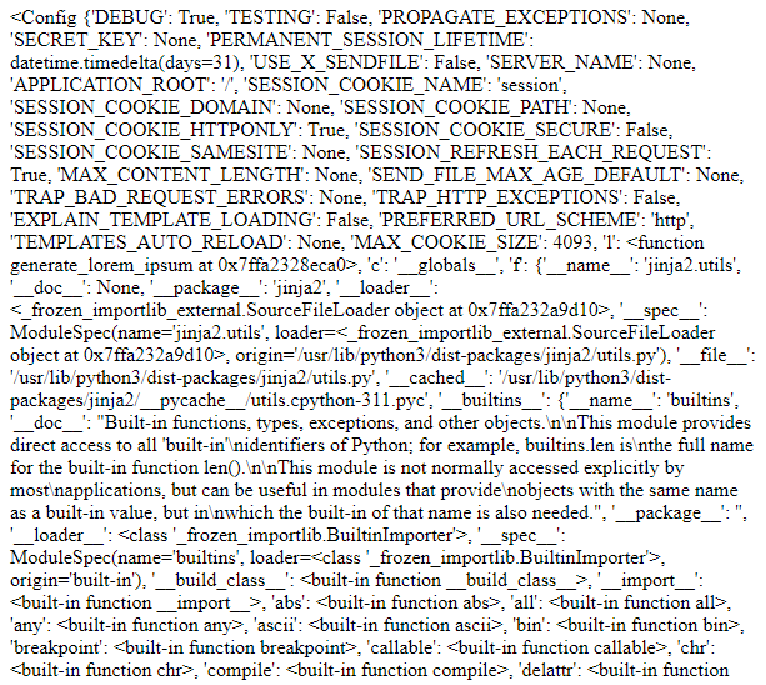 <Config {'DEBUG': True, 'TESTING': False, 'PROPAGATE_EXCEPTIONS': None,
'SECRET_KEY': None, 'PERMANENT_SESSION_LIFETIME':
datetime.timedelta(days=31), 'USE_X_SENDFILE': False, 'SERVER_NAME': None,
'APPLICATION_ROOT': '/', 'SESSION_COOKIE_NAME': 'session',
'SESSION_COOKIE_DOMAIN': None, 'SESSION_COOKIE_PATH': None,
'SESSION_COOKIE_HTTPONLY': True, 'SESSION_COOKIE_SECURE': False,
'SESSION_COOKIE_SAMESITE': None, 'SESSION_REFRESH_EACH_REQUEST':
True, 'MAX_CONTENT_LENGTH': None, 'SEND_FILE_MAX_AGE_DEFAULT': None,
'TRAP_BAD_REQUEST_ERRORS': None, 'TRAP_HTTP_EXCEPTIONS': False,
'EXPLAIN_TEMPLATE_LOADING': False, 'PREFERRED_URL_SCHEME': 'http',
'TEMPLATES_AUTO_RELOAD': None, 'MAX_COOKIE_SIZE': 4093, 'l': <function
generate_lorem_ipsum at 0x7ffa2328eca0>, 'c': '__globals__', 'f': {'__name__': 'jinja2.utils',
'__doc__': None, '__package__': 'jinja2', '__loader__':
<_frozen_importlib_external.SourceFileLoader object at 0x7ffa232a9d10>, '__spec__':
ModuleSpec(name='jinja2.utils', loader=<_frozen_importlib_external.SourceFileLoader
object at 0x7ffa232a9d10>, origin='/usr/lib/python3/dist-packages/jinja2/utils.py'), '__file__':
'/usr/lib/python3/dist-packages/jinja2/utils.py', '__cached__': '/usr/lib/python3/dist-
packages/jinja2/__pycache__/utils.cpython-311.pyc', '__builtins__': {'__name__': 'builtins',
'__doc__': "Built-in functions, types, exceptions, and other objects.\n\nThis module provides
direct access to all 'built-in'\nidentifiers of Python; for example, builtins.len is\nthe full name
for the built-in function len().\n\nThis module is not normally accessed explicitly by
most\napplications, but can be useful in modules that provide\nobjects with the same name
as a built-in value, but in\nwhich the built-in of that name is also needed.", '__package__': '',
'__loader__': <class '_frozen_importlib.BuiltinImporter'>, '__spec__':
ModuleSpec(name='builtins', loader=<class '_frozen_importlib.BuiltinImporter'>,
origin='built-in'), '__build_class__': <built-in function __build_class__>, '__import__':
<built-in function __import__>, 'abs': <built-in function abs>, 'all': <built-in function all>,
'any': <built-in function any>, 'ascii': <built-in function ascii>, 'bin': <built-in function bin>,
'breakpoint': <built-in function breakpoint>, 'callable': <built-in function callable>, 'chr':
<built-in function chr>, 'compile': <built-in function compile>, 'delattr': <built-in function